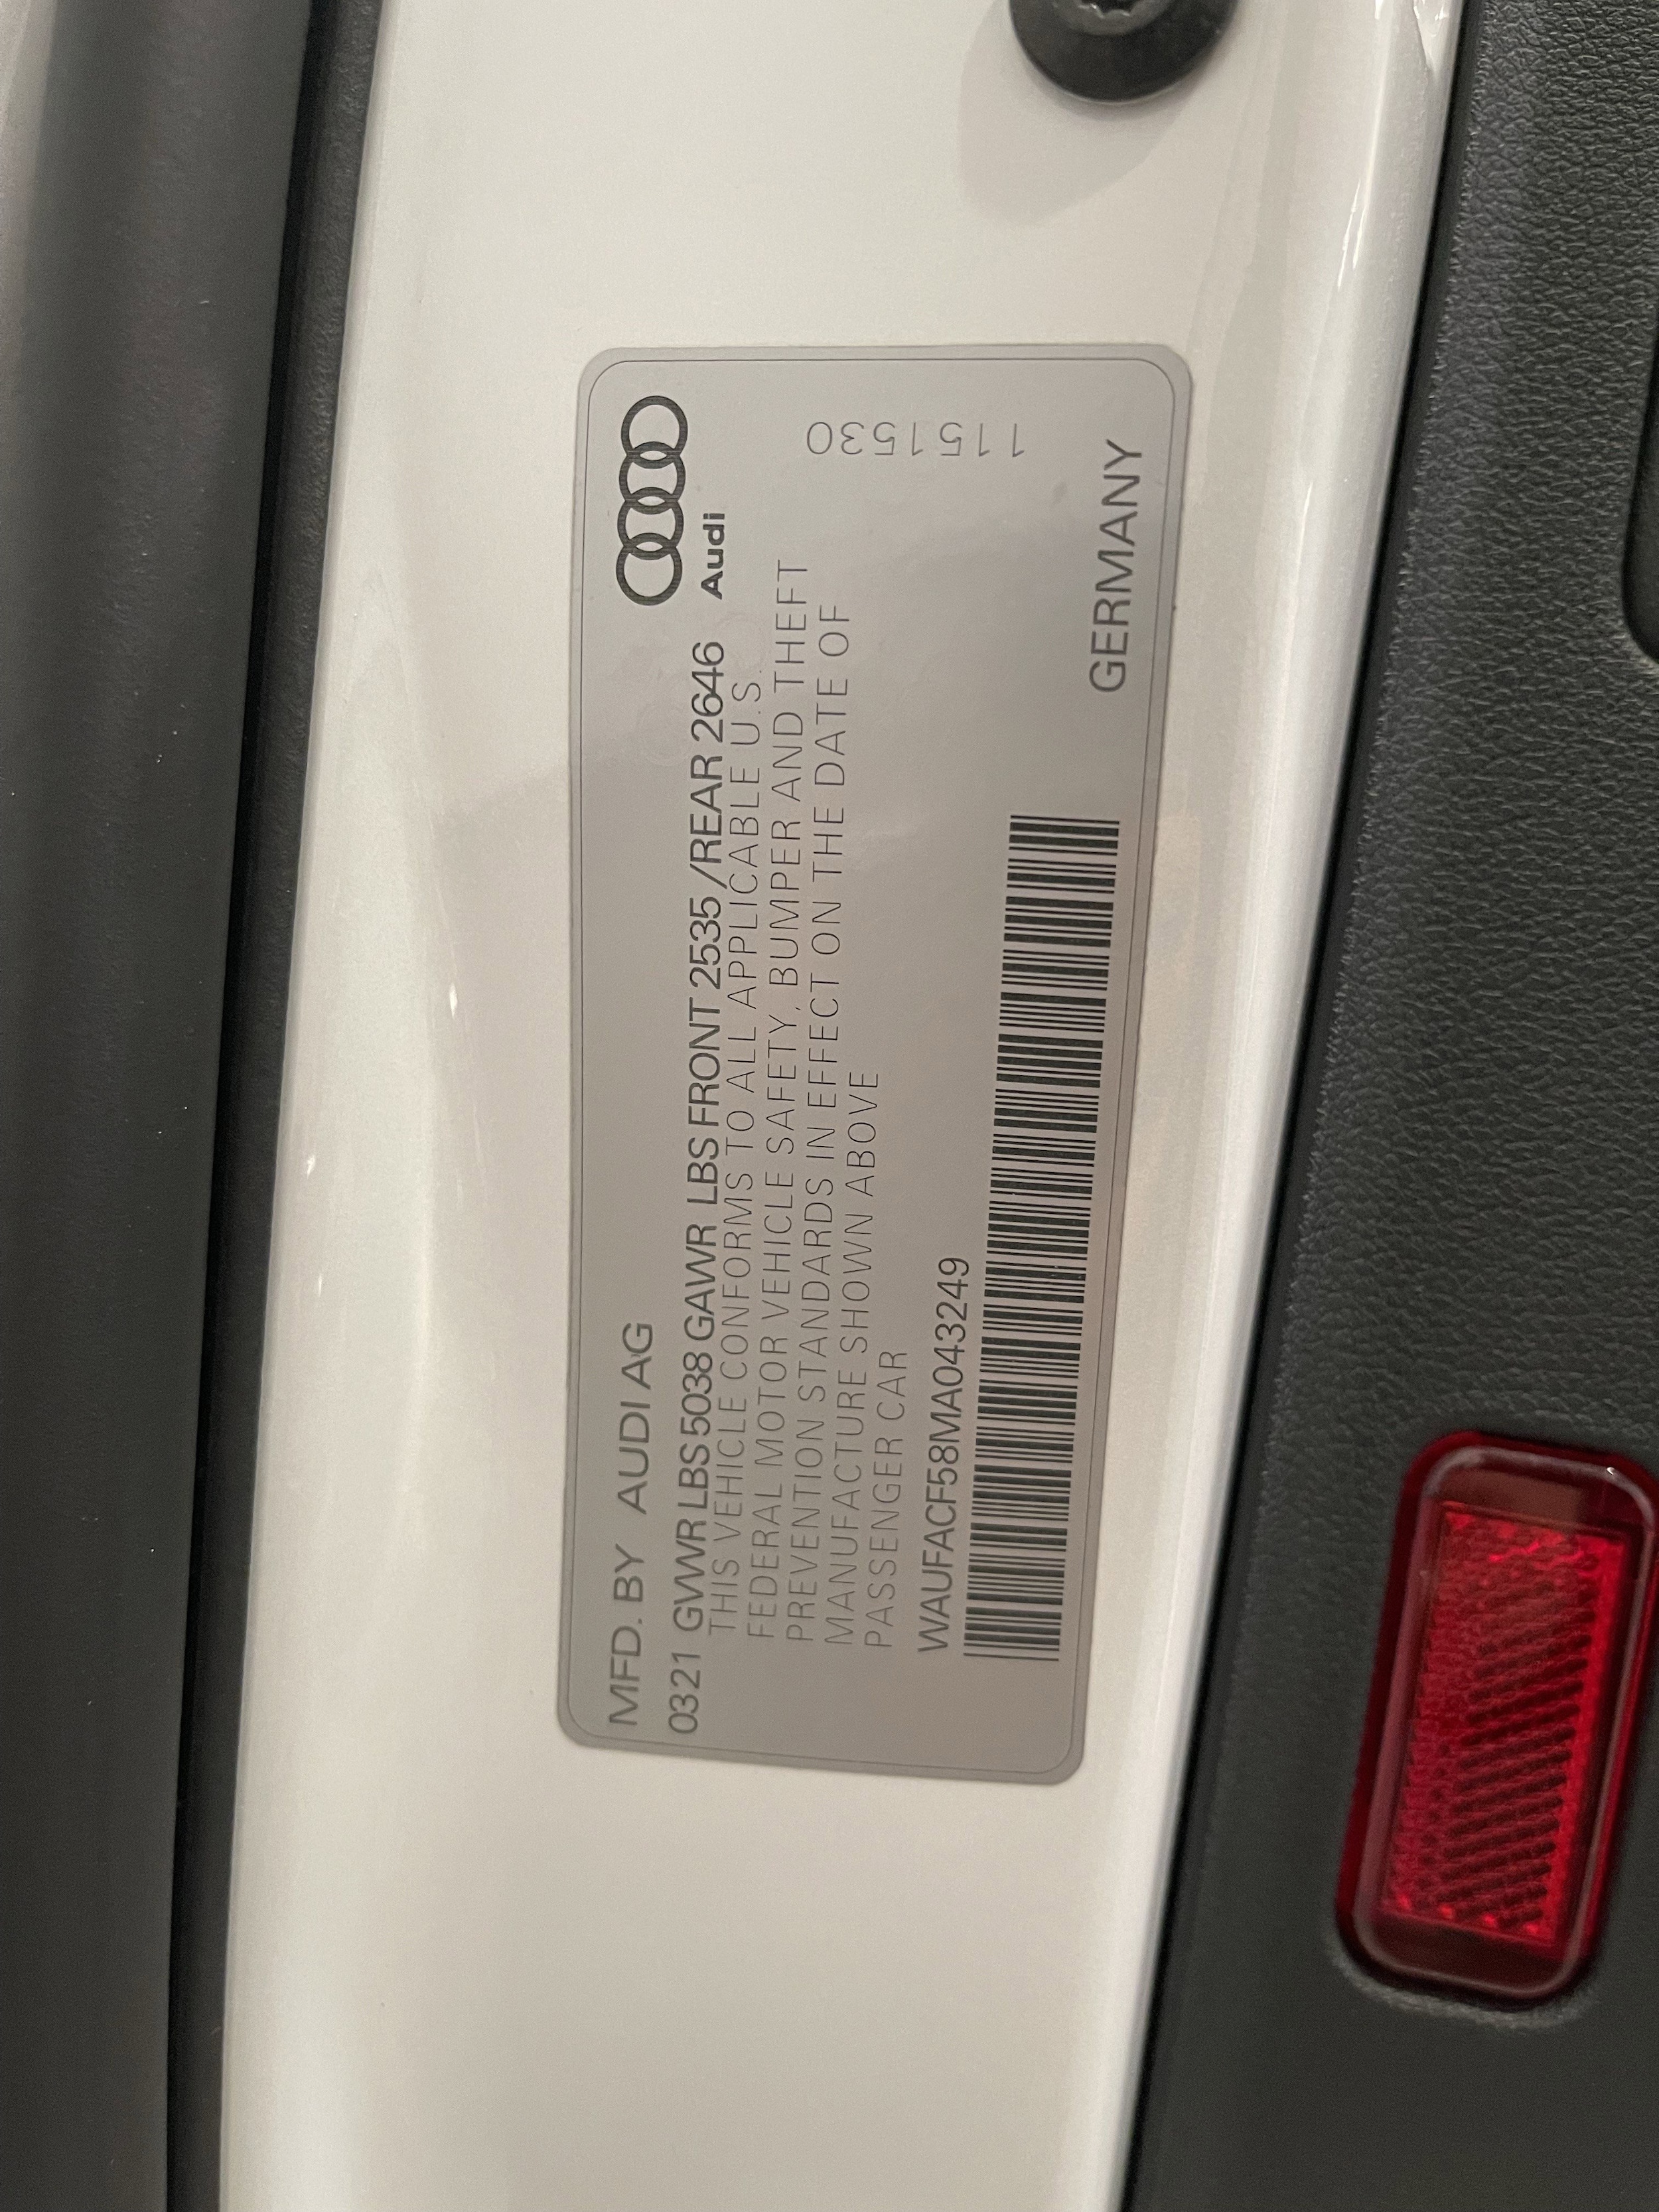 MFD. BY AUDI AG
Audi
0321 GVWR LBS 5038 GAWR LBS FRONT 2535 /REAR 2646
THIS VEHICLE CONFORMS TO ALL APPLICABLE U.S.
FEDERAL MOTOR VEHICLE SAFETY, BUMPER AND THEFT
PREVENTION STANDARDS IN EFFECT ON THE DATE OF
MANUFACTURE SHOWN ABOVE
PASSENGER CAR
1151530
WAUFACF58MA043249
GERMANY